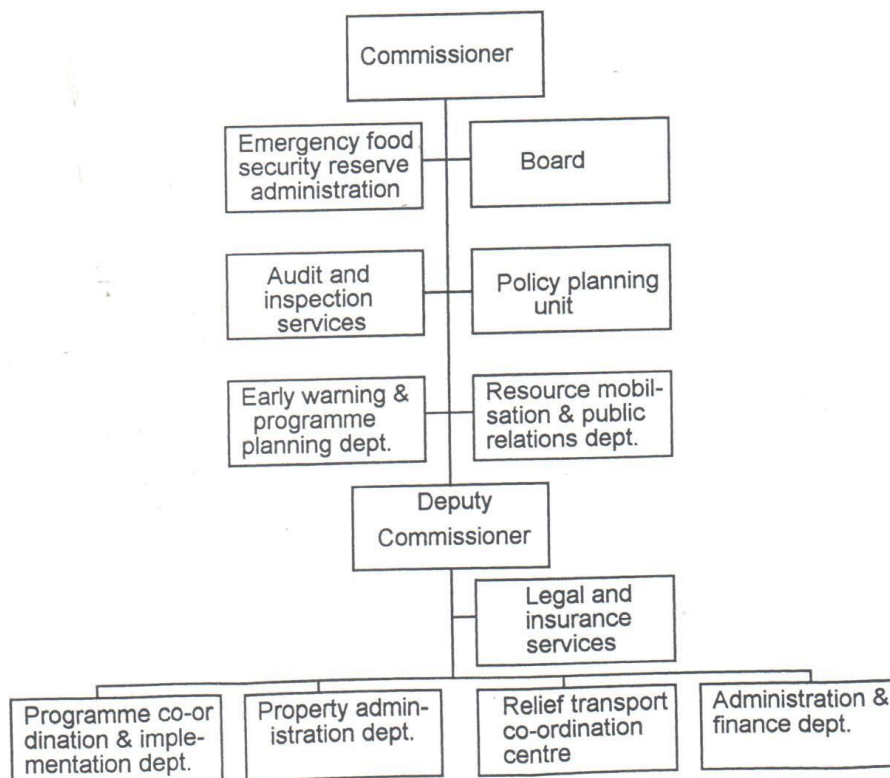 Commissioner
Emergency food
security reserve
administration
Board
Audit and
inspection
services
Policy planning
unit
Early warning &
programme
planning dept.
Resource mobil-
sation & public
relations dept.
Deputy
Commissioner
Legal and
insurance
services
Programme co-or
dination & imple-
mentation dept.
Property admin-
istration dept.
Relief transport
co-ordination
centre
Administration &
finance dept.